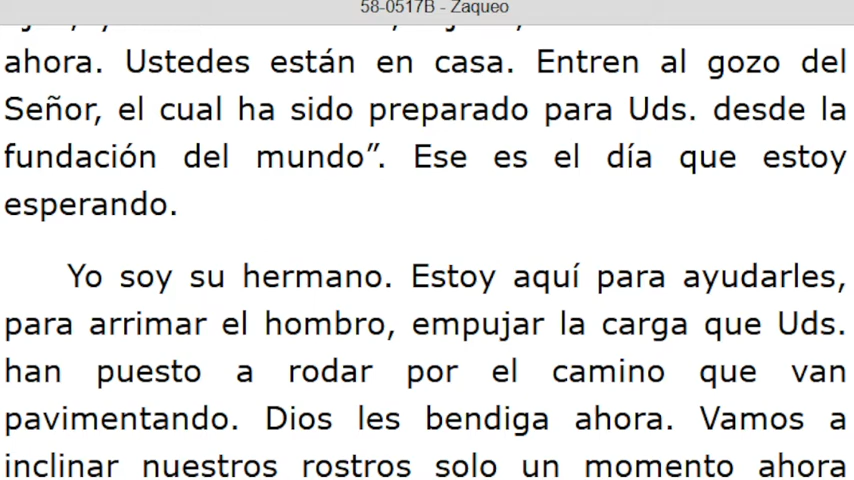 58-0517B - Zaqueo
ahora. Ustedes están en casa. Entren al gozo del
Señor, el cual ha sido preparado para Uds. desde la
fundación del mundo”. Ese es el día que estoy
esperando.
Yo soy su hermano. Estoy aquí para ayudarles,
para arrimar el hombro, empujar la carga que Uds.
han puesto a rodar por el camino que van
pavimentando. Dios les bendiga ahora. Vamos a
inclinar nuestros rostros solo un momento ahora